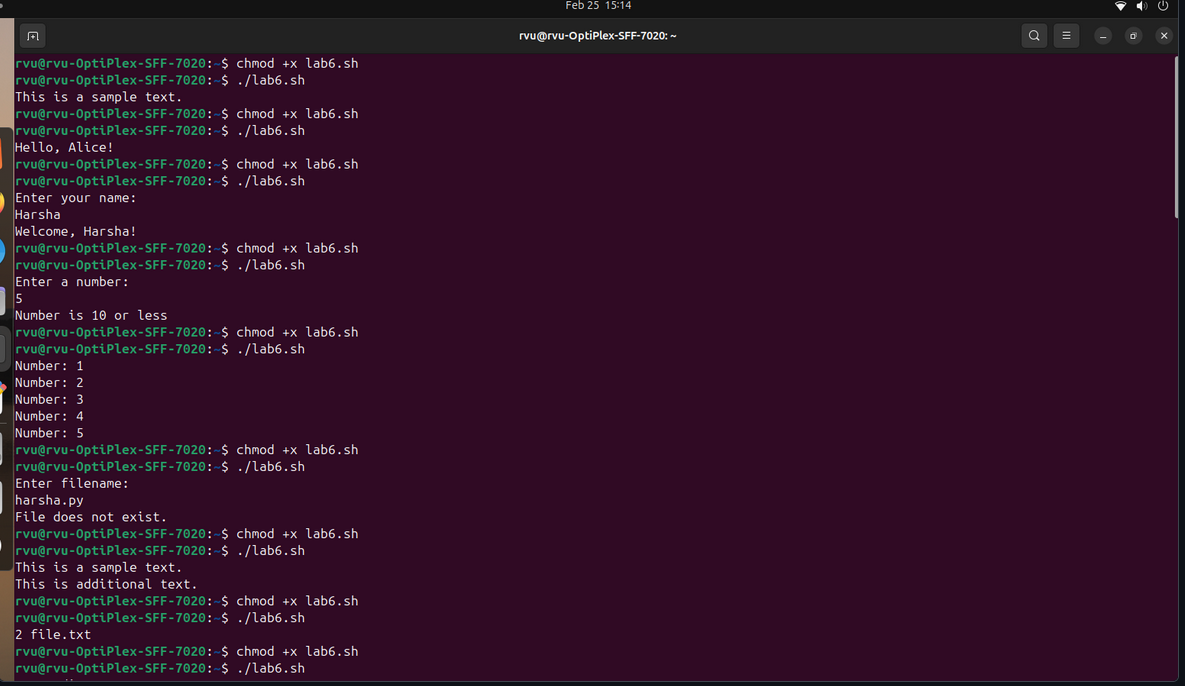 Feb 25 15:14
rvu@rvu-OptiPlex-SFF-7020: ~
rvu@rvu-OptiPlex-SFF-7020:~$ chmod +x lab6.sh
rvu@rvu-OptiPlex-SFF-7020:~$ ./lab6.sh
This is a sample text.
rvu@rvu-OptiPlex-SFF-7020:~$ chmod +x lab6.sh
rvu@rvu-OptiPlex-SFF-7020:~$ ./lab6.sh
Hello, Alice!
rvu@rvu-OptiPlex-SFF-7020:~$ chmod +x lab6.sh
rvu@rvu-OptiPlex-SFF-7020:~$ ./lab6.sh
Enter your name:
Harsha
Welcome, Harsha!
rvu@rvu-OptiPlex-SFF-7020:~$ chmod +x lab6.sh
rvu@rvu-OptiPlex-SFF-7020:~$ ./lab6.sh
Enter a number:
5
Number is 10 or less
rvu@rvu-OptiPlex-SFF-7020:~$ chmod +x lab6.sh
rvu@rvu-OptiPlex-SFF-7020:~$ ./lab6.sh
Number: 1
Number: 2
Number: 3
Number: 4
Number: 5
rvu@rvu-OptiPlex-SFF-7020:~$ chmod +x lab6.sh
rvu@rvu-OptiPlex-SFF-7020:~$ ./lab6.sh
Enter filename:
harsha.py
File does not exist.
rvu@rvu-OptiPlex-SFF-7020:~$ chmod +x lab6.sh
rvu@rvu-OptiPlex-SFF-7020:~$ ./lab6.sh
This is a sample text.
This is additional text.
rvu@rvu-OptiPlex-SFF-7020:~$ chmod +x lab6.sh
rvu@rvu-OptiPlex-SFF-7020:~$ ./lab6.sh
2 file.txt
rvu@rvu-OptiPlex-SFF-7020:~$ chmod +x lab6.sh
rvu@rvu-OptiPlex-SFF-7020:~$ ./lab6.sh